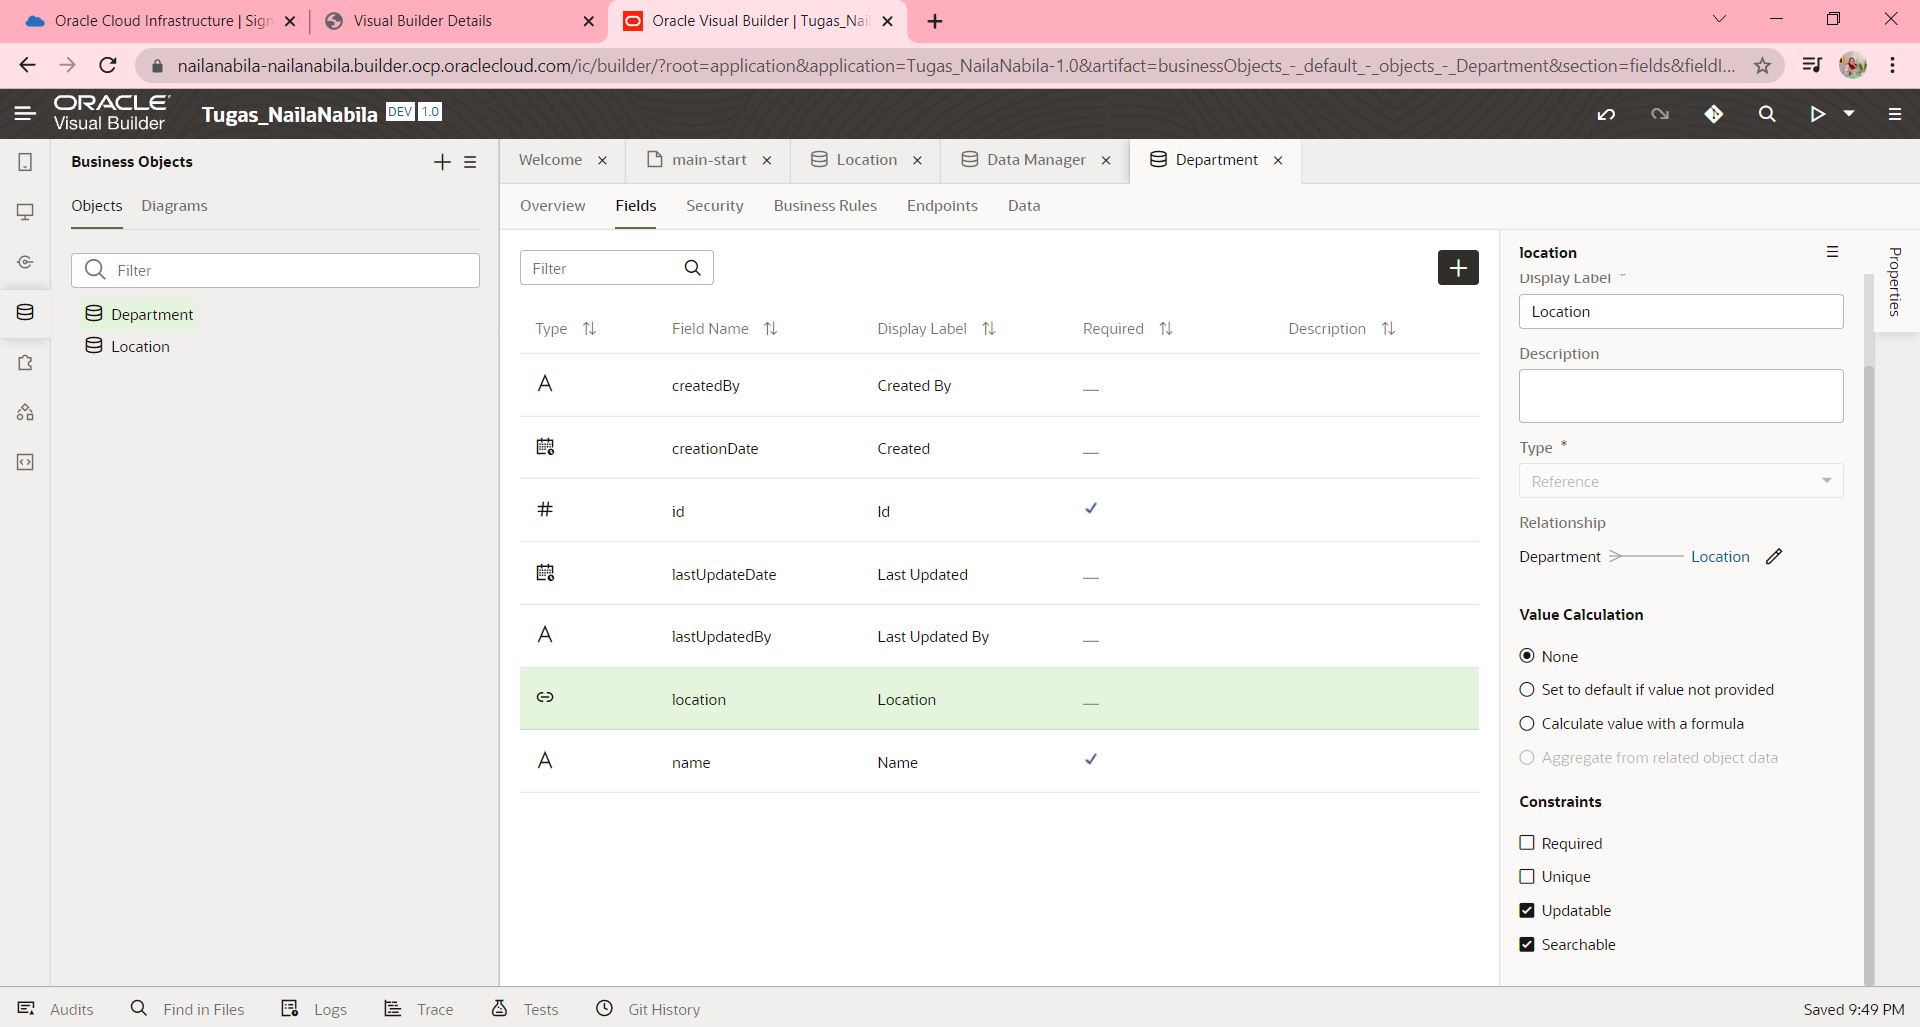 Oracle Cloud Infrastructure | Sign
Visual Builder Details
Oracle Visual Builder | Tugas_Nail
nailanabila-nailanabila.builder.ocp.oraclecloud.com/ic/builder/?root=application&application=Tugas_NailaNabila-1.0&artifact=businessObjects_-_default_-_objects_-_Department&section=fields&fieldI...
ORACLE
Visual Builder
Tugas_NailaNabila DEV 1.0
Business Objects
Objects Diagrams
Filter
Department
Location
Welcome main-start Location Data Manager Department
Overview Fields Security Business Rules Endpoints Data
Filter
Type Field Name Display Label Required Description
createdBy Created By
creationDate Created
id Id
lastUpdateDate Last Updated
lastUpdatedBy Last Updated By
location Location
name Name
location
Display Label *
Location
Description
Type *
Reference
Relationship
Department Location
Value Calculation
None
Set to default if value not provided
Calculate value with a formula
Aggregate from related object data
Constraints
Required
Unique
Updatable
Searchable
Properties
Audits Find in Files Logs Trace Tests Git History
Saved 9:49 PM